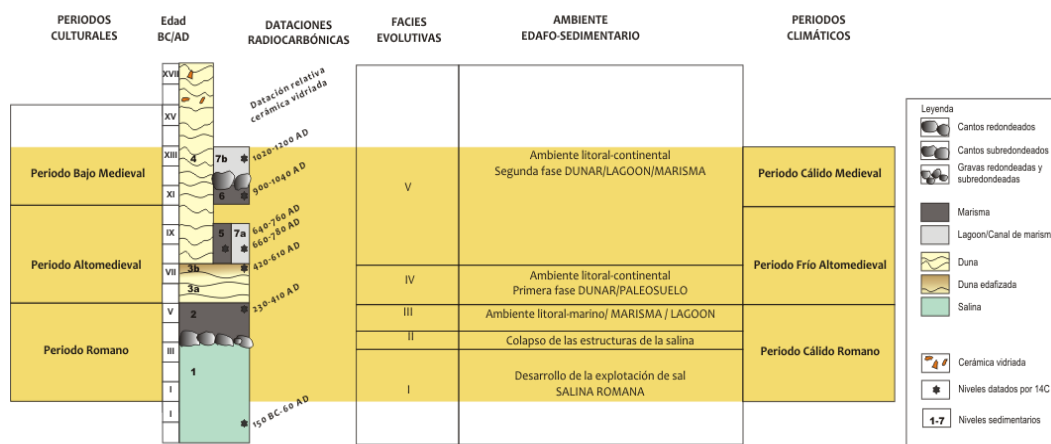 PERIODOS
CULTURALES
Edad
BC/AD
DATACIONES
RADIOCARBÓNICAS
FACIES
EVOLUTIVAS
AMBIENTE
EDAFO-SEDIMENTARIO
PERIODOS
CLIMÁTICOS
XVII
XV
XIII
XI
IX
VII
V
III
I
I
Periodo Bajo Medieval
Periodo Altomedieval
Periodo Romano
4
7b
6
5
7a
3b
3a
2
1
Datación relativa
cerámica vidriada
1020-1200 AD
900-1040 AD
640-760 AD
660-780 AD
420-610 AD
230-410 AD
150 BC-60 AD
V
IV
III
II
I
Ambiente litoral-continental
Segunda fase DUNAR/LAGOON/MARISMA
Ambiente litoral-continental
Primera fase DUNAR/PALEOSUELO
Ambiente litoral-marino/ MARISMA / LAGOON
Colapso de las estructuras de la salina
Desarrollo de la explotación de sal
SALINA ROMANA
Periodo Cálido Medieval
Periodo Frío Altomedieval
Periodo Cálido Romano
Leyenda
Cantos redondeados
Cantos subredondeados
Gravas redondeadas y
subredondeadas
Marisma
Lagoon/Canal de marism
Duna
Duna edafizada
Salina
Cerámica vidriada
Niveles datados por 14C
1-7
Niveles sedimentarios